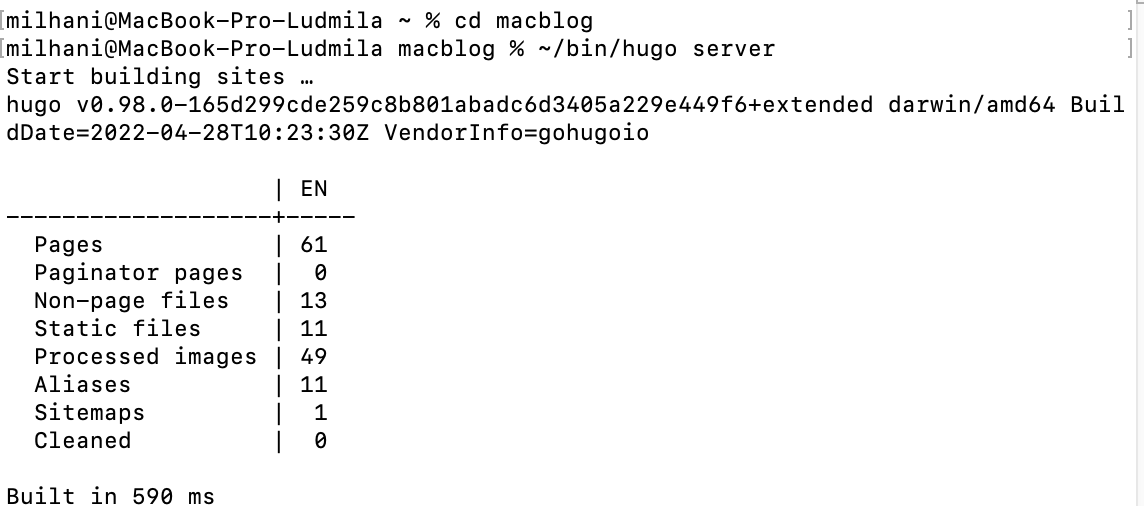 [milhani@MacBook-Pro-Ludmila ~ % cd macblog ]
[milhani@MacBook-Pro-Ludmila macblog % ~/bin/hugo server ]
Start building sites …
hugo v0.98.0-165d299cde259c8b801abadc6d3405a229e449f6+extended darwin/amd64 Buil
dDate=2022-04-28T10:23:30Z VendorInfo=gohugoio
                   | EN
-------------------+-----
  Pages            | 61
  Paginator pages  |  0
  Non-page files   | 13
  Static files     | 11
  Processed images | 49
  Aliases          | 11
  Sitemaps         |  1
  Cleaned          |  0
Built in 590 ms